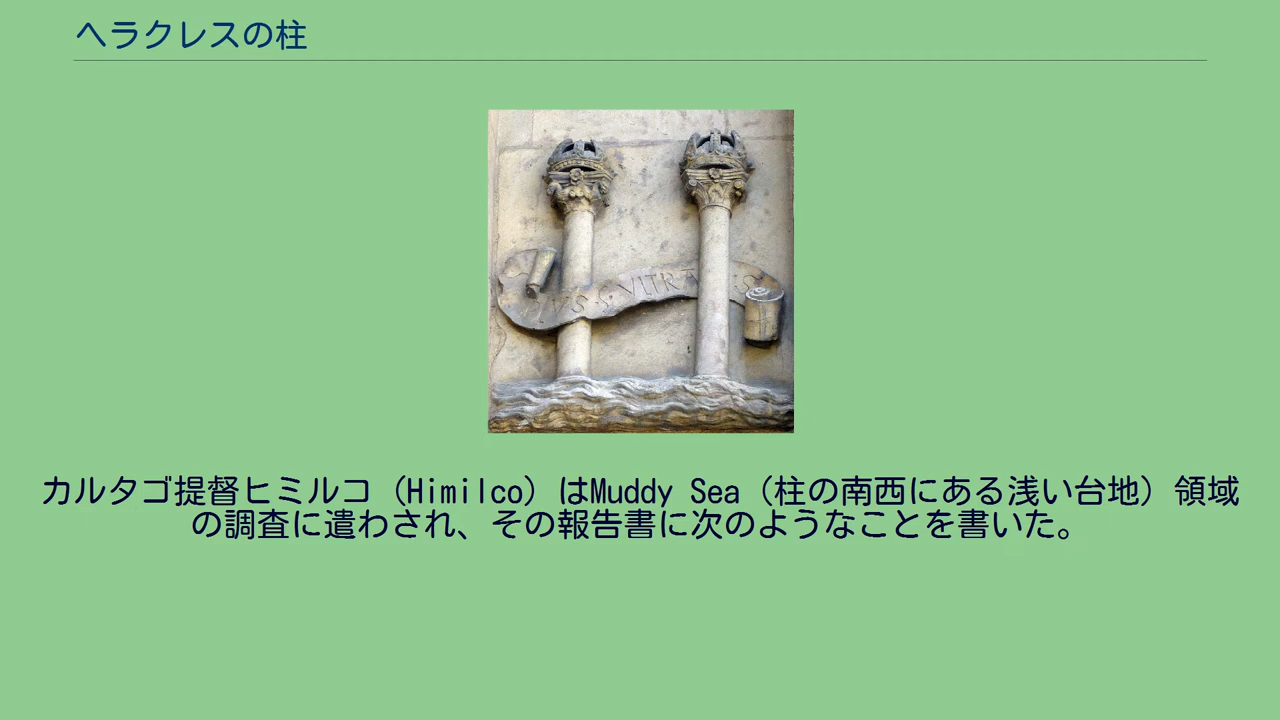 ヘラクレスの柱
VLTR
カルタゴ提督ヒミルコ（Himilco）はMuddy Sea（柱の南西にある浅い台地）領域
の調査に遣わされ、その報告書に次のようなことを書いた。